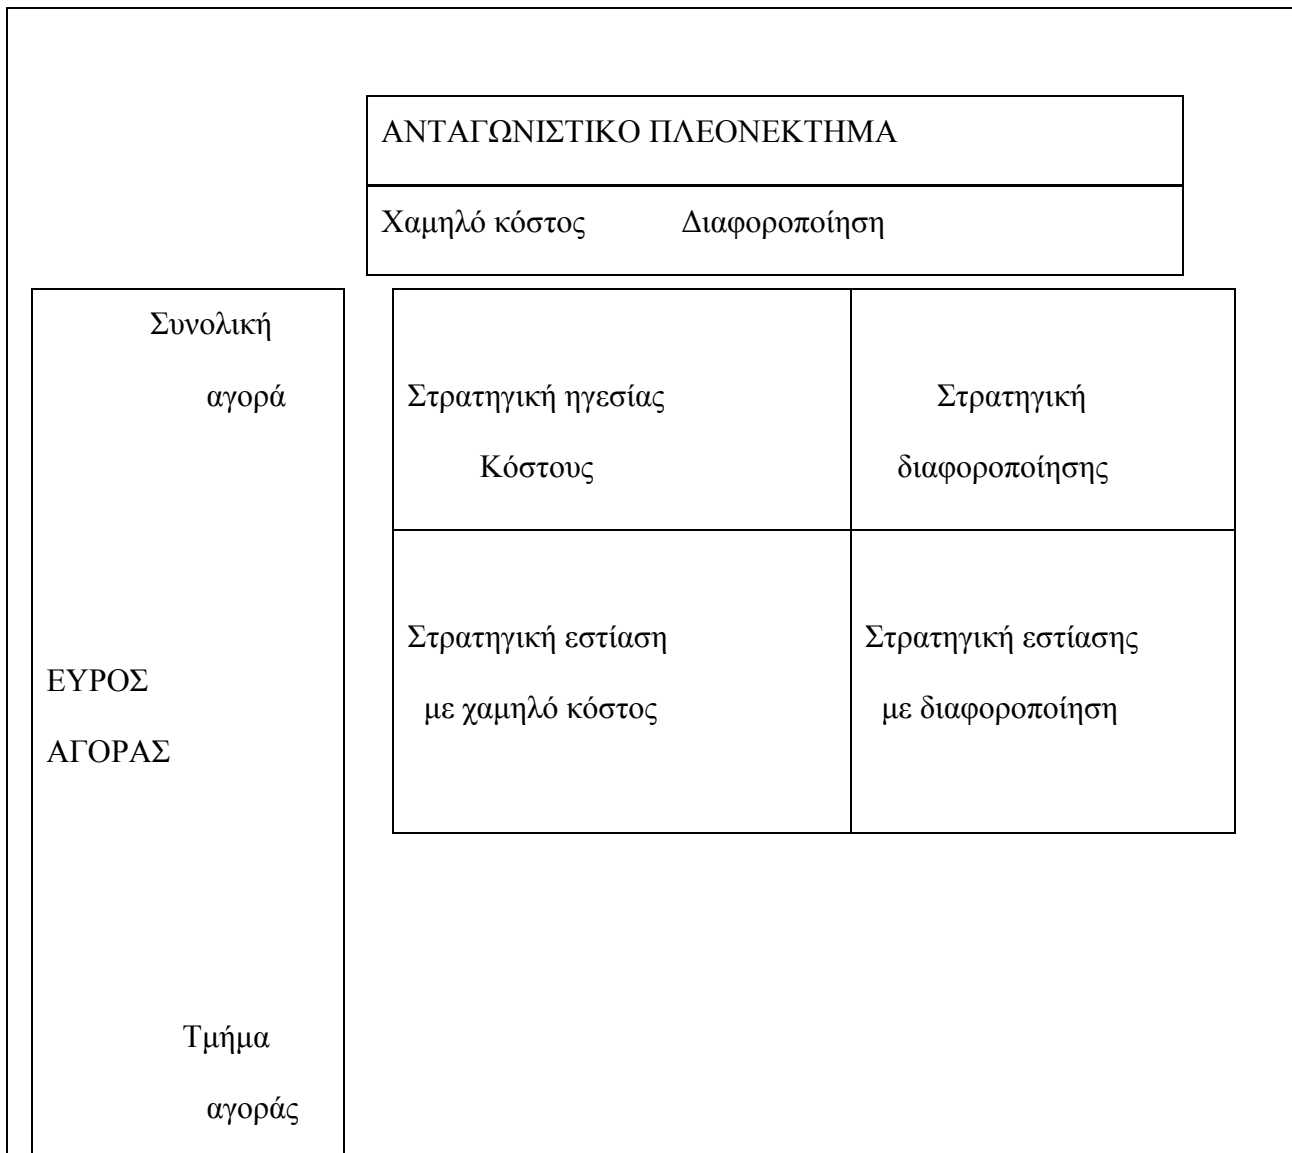 ΑΝΤΑΓΩΝΙΣΤΙΚΟ ΠΛΕΟΝΕΚΤΗΜΑ
Χαμηλό κόστος Διαφοροποίηση
Συνολική
αγορά
ΕΥΡΟΣ
ΑΓΟΡΑΣ
Τμήμα
αγοράς
Στρατηγική ηγεσίας
Κόστους
Στρατηγική
διαφοροποίησης
Στρατηγική εστίαση
με χαμηλό κόστος
Στρατηγική εστίασης
με διαφοροποίηση